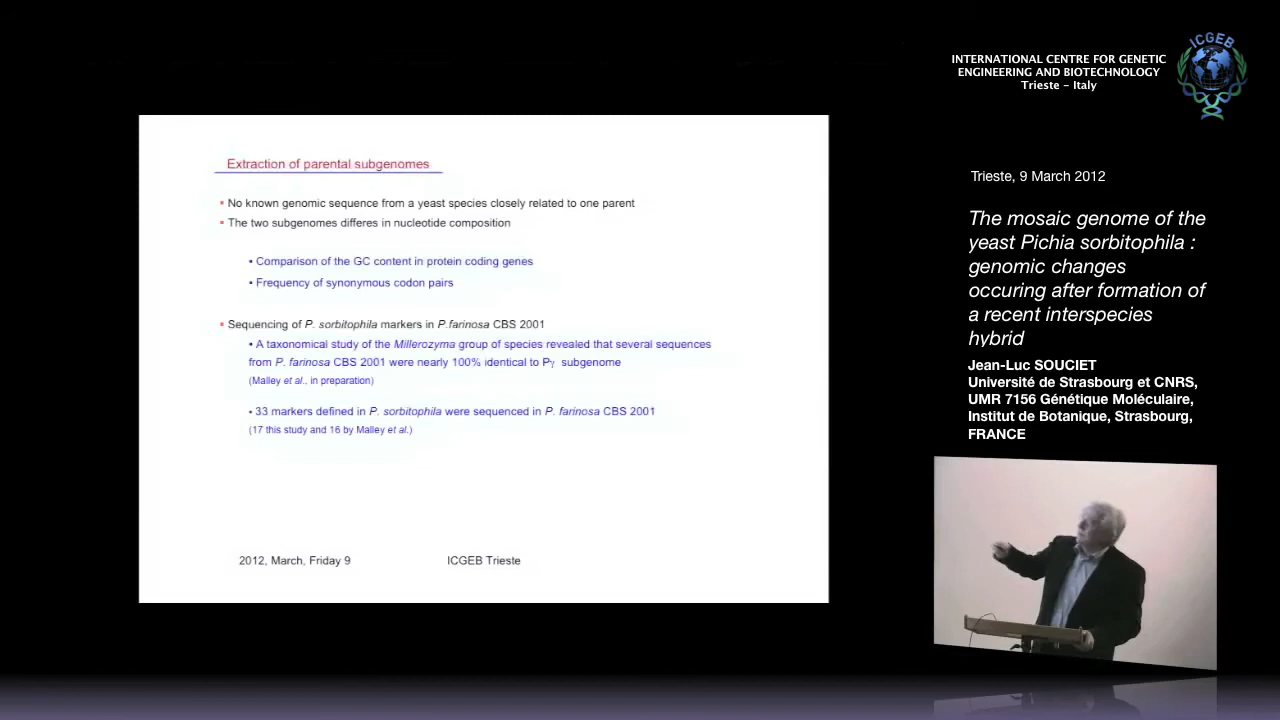 ICGEB
INTERNATIONAL CENTRE FOR GENETIC
ENGINEERING AND BIOTECHNOLOGY
Trieste - Italy
Extraction of parental subgenomes
▪ No known genomic sequence from a yeast species closely related to one parent
▪ The two subgenomes differes in nucleotide composition
▪ Comparison of the GC content in protein coding genes
▪ Frequency of synonymous codon pairs
▪ Sequencing of P. sorbitophila markers in P.farinosa CBS 2001
▪ A taxonomical study of the Millerozyma group of species revealed that several sequences
from P. farinosa CBS 2001 were nearly 100% identical to Pγ subgenome
(Malley et al., in preparation)
▪ 33 markers defined in P. sorbitophila were sequenced in P. farinosa CBS 2001
(17 this study and 16 by Malley et al.)
2012, March, Friday 9
ICGEB Trieste
Trieste, 9 March 2012
The mosaic genome of the
yeast Pichia sorbitophila :
genomic changes
occuring after formation of
a recent interspecies
hybrid
Jean-Luc SOUCIET
Université de Strasbourg et CNRS,
UMR 7156 Génétique Moléculaire,
Institut de Botanique, Strasbourg,
FRANCE